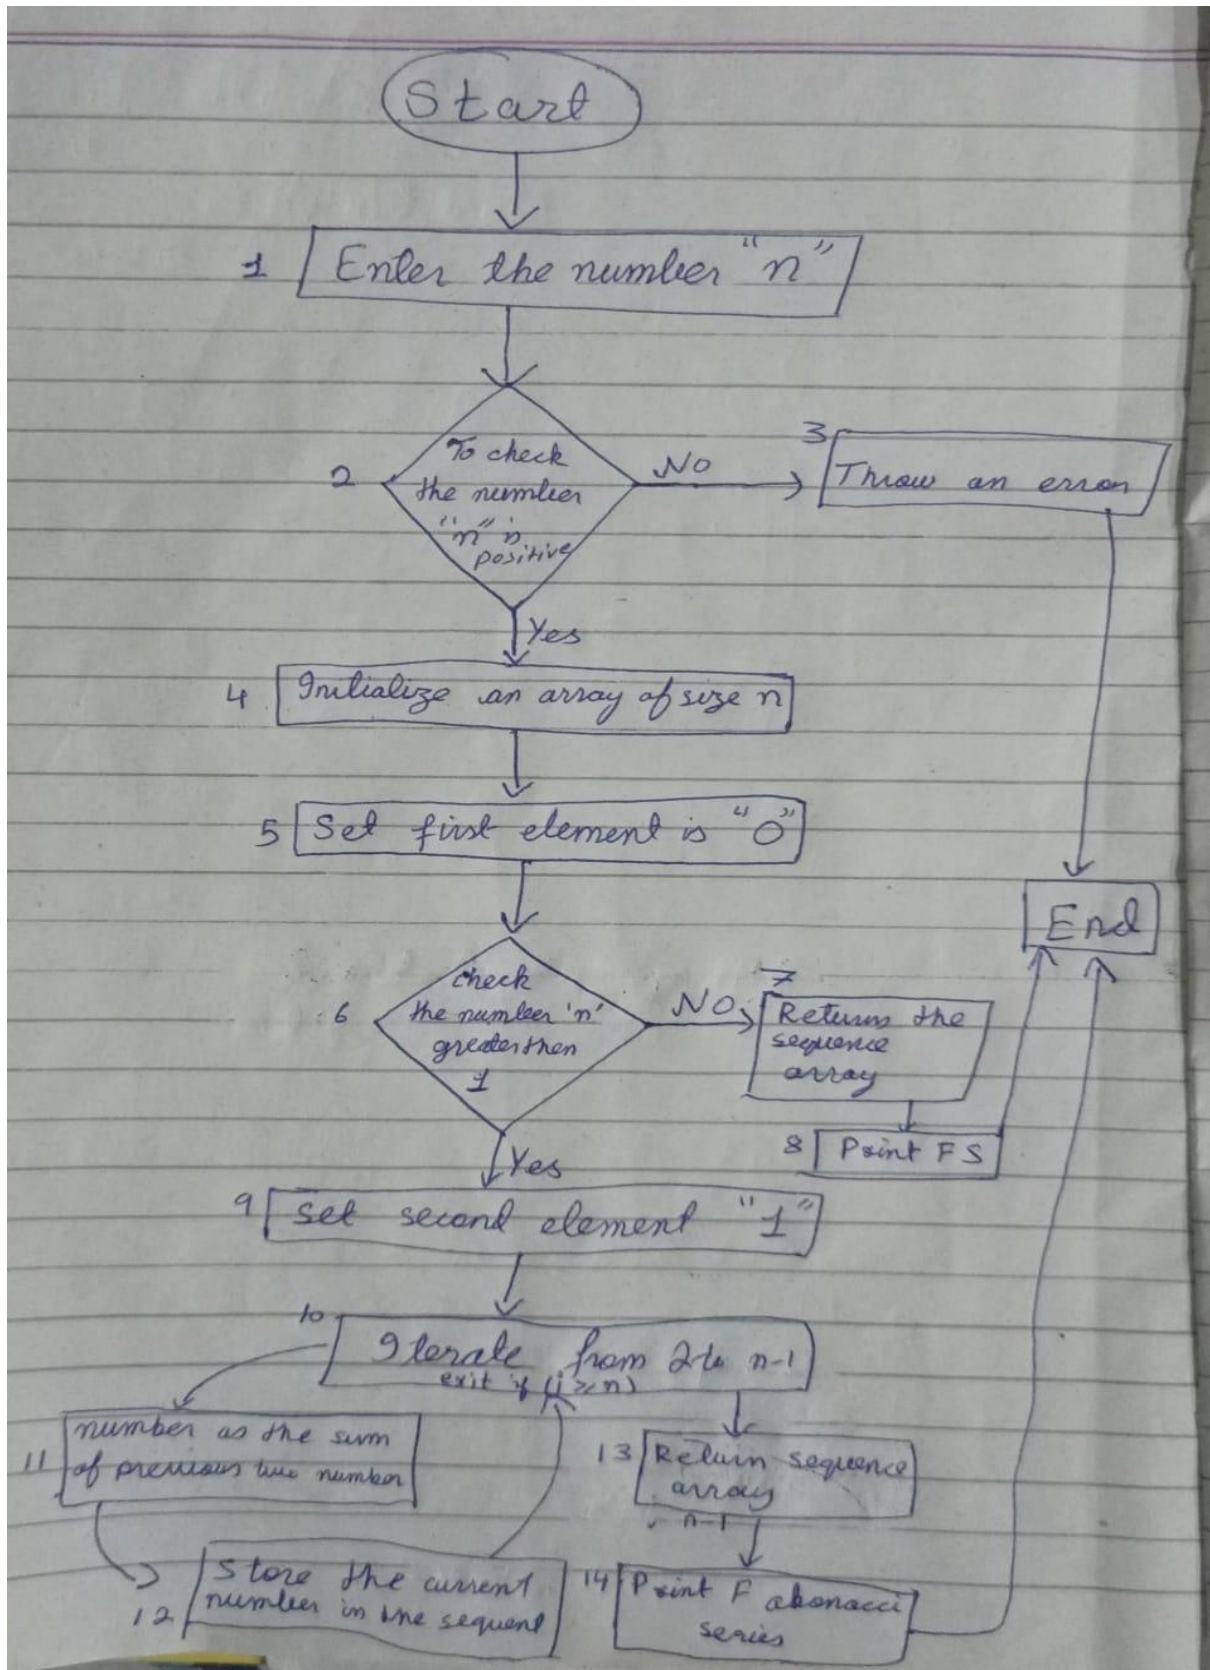 Start
1 Enter the number "n"
2 To check
the number
"n" is
positive
No
3 Throw an error
Yes
4 Initialize an array of size n
5 Set first element is "0"
End
6 check
the number 'n'
greater then
1
NO
7
Returns the
sequence
array
8 Print FS
Yes
9 Set second element "1"
10
Iterate from 2 to n-1
exit if (i>=n)
11 number as the sum
of previous two number
13 Return sequence
array
n-1
12 Store the current
number in the sequent
14 Print Fabonacci
series